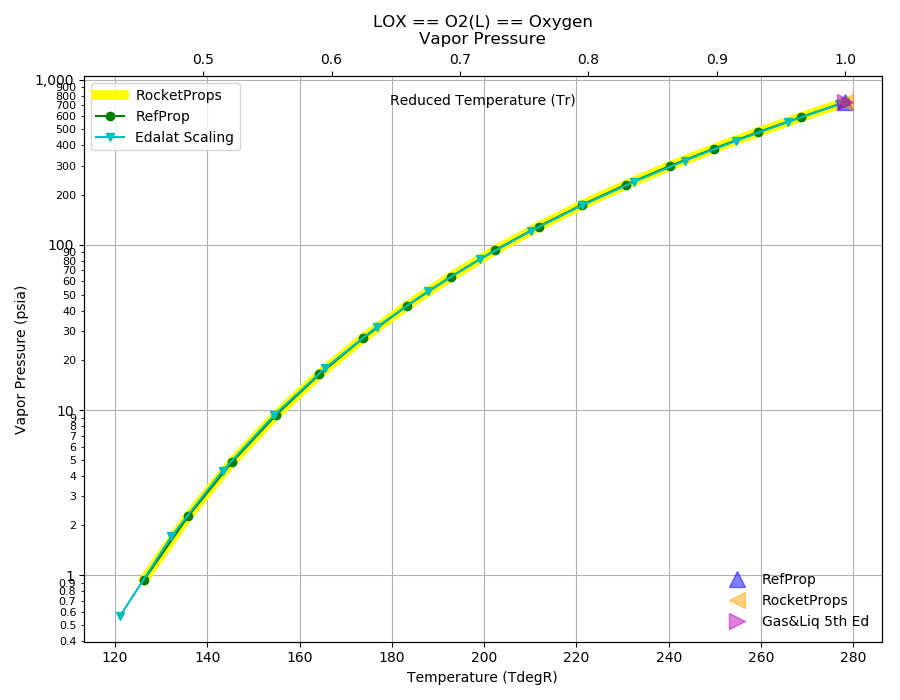 LOX == O2(L) == Oxygen
Vapor Pressure
0.5 0.6 0.7 0.8 0.9 1.0
Reduced Temperature (Tr)
RocketProps
RefProp
Edalat Scaling
1,000
900
800
700
600
500
400
300
200
100
90
80
70
60
50
40
30
20
10
9
8
7
6
5
4
3
2
1
0.9
0.8
0.7
0.6
0.5
0.4
Vapor Pressure (psia)
RefProp
RocketProps
Gas&Liq 5th Ed
120 140 160 180 200 220 240 260 280
Temperature (TdegR)